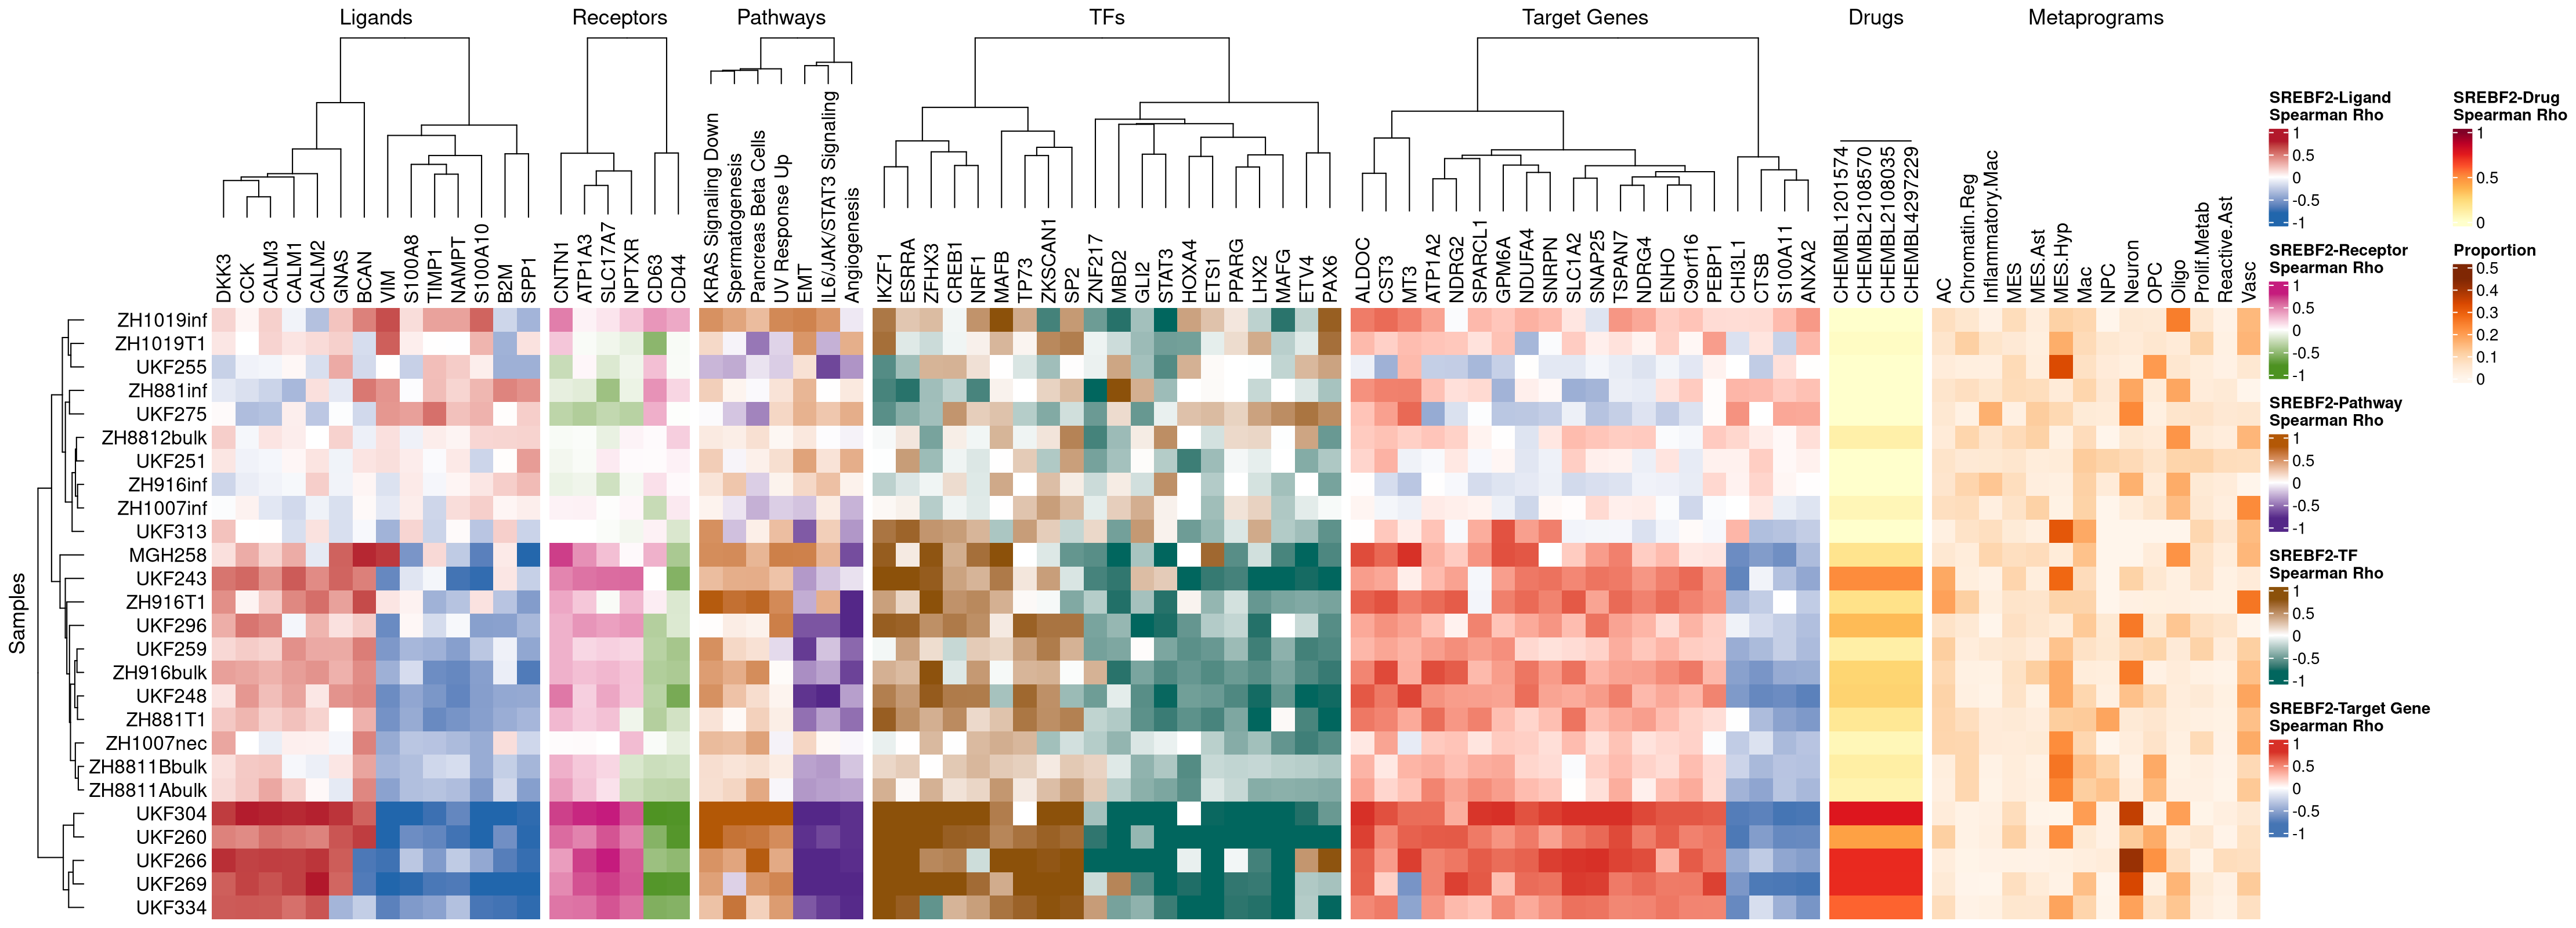 Ligands
Receptors
Pathways
TFs
Target Genes
Drugs
Metaprograms
DKK3
CCK
CALM3
CALM1
CALM2
GNAS
BCAN
VIM
S100A8
TIMP1
NAMPT
S100A10
B2M
SPP1
CNTN1
ATP1A3
SLC17A7
NPTXR
CD63
CD44
KRAS Signaling Down
Spermatogenesis
Pancreas Beta Cells
UV Response Up
EMT
IL6/JAK/STAT3 Signaling
Angiogenesis
IKZF1
ESRRA
ZFHX3
CREB1
NRF1
MAFB
TP73
ZKSCAN1
SP2
ZNF217
MBD2
GLI2
STAT3
HOXA4
ETS1
PPARG
LHX2
MAFG
ETV4
PAX6
ALDOC
CST3
MT3
ATP1A2
NDRG2
SPARCL1
GPM6A
NDUFA4
SNRPN
SLC1A2
SNAP25
TSPAN7
NDRG4
ENHO
C9orf16
PEBP1
CHI3L1
CTSB
S100A11
ANXA2
CHEMBL1201574
CHEMBL2108570
CHEMBL2108035
CHEMBL4297229
AC
Chromatin.Reg
Inflammatory.Mac
MES
MES.Ast
MES.Hyp
Mac
NPC
Neuron
OPC
Oligo
Prolif.Metab
Reactive.Ast
Vasc
Samples
ZH1019inf
ZH1019T1
UKF255
ZH881inf
UKF275
ZH8812bulk
UKF251
ZH916inf
ZH1007inf
UKF313
MGH258
UKF243
ZH916T1
UKF296
UKF259
ZH916bulk
UKF248
ZH881T1
ZH1007nec
ZH8811Bbulk
ZH8811Abulk
UKF304
UKF260
UKF266
UKF269
UKF334
SREBF2-Ligand
Spearman Rho
1
0.5
0
-0.5
-1
SREBF2-Receptor
Spearman Rho
1
0.5
0
-0.5
-1
SREBF2-Pathway
Spearman Rho
1
0.5
0
-0.5
-1
SREBF2-TF
Spearman Rho
1
0.5
0
-0.5
-1
SREBF2-Target Gene
Spearman Rho
1
0.5
0
-0.5
-1
SREBF2-Drug
Spearman Rho
1
0.5
0
Proportion
0.5
0.4
0.3
0.2
0.1
0